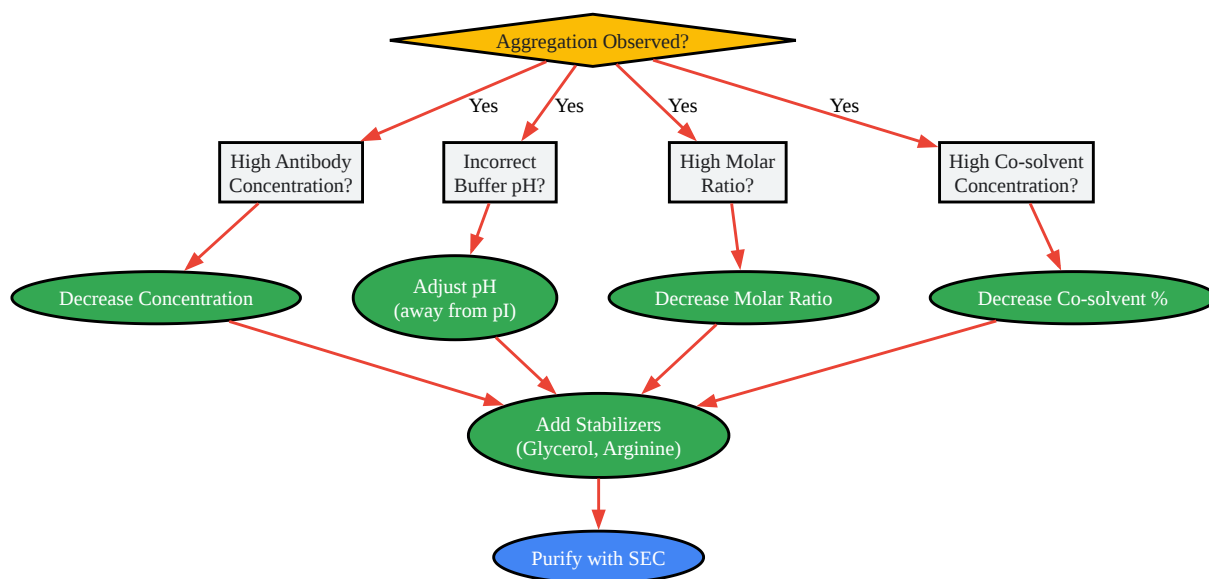 Aggregation Observed?
Yes
Yes
Yes
Yes
High Antibody
Concentration?
Incorrect
Buffer pH?
High Molar
Ratio?
High Co-solvent
Concentration?
Decrease Concentration
Adjust pH
(away from pI)
Decrease Molar Ratio
Decrease Co-solvent %
Add Stabilizers
(Glycerol, Arginine)
Purify with SEC